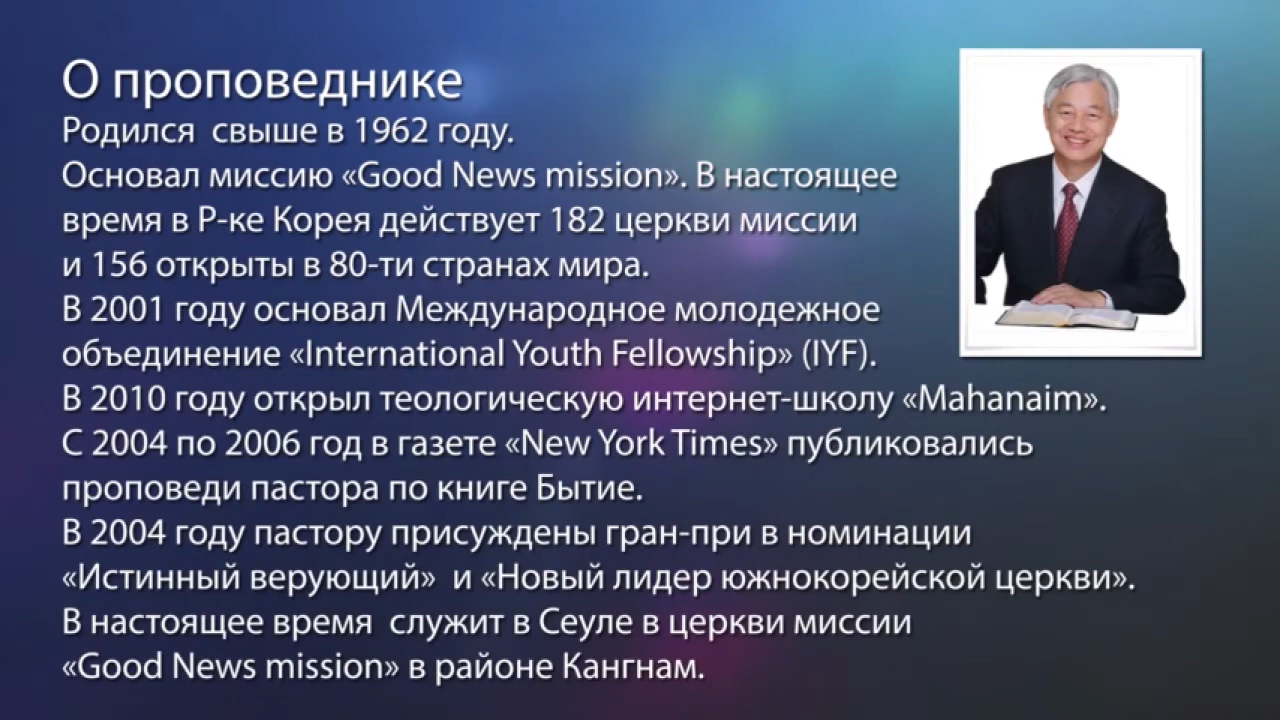 О проповеднике
Родился свыше в 1962 году.
Основал миссию «Good News mission». В настоящее
время в Р-ке Корея действует 182 церкви миссии
и 156 открыты в 80-ти странах мира.
В 2001 году основал Международное молодежное
объединение «International Youth Fellowship» (IYF).
В 2010 году открыл теологическую интернет-школу «Mahanaim».
С 2004 по 2006 год в газете «New York Times» публиковались
проповеди пастора по книге Бытие.
В 2004 году пастору присуждены гран-при в номинации
«Истинный верующий» и «Новый лидер южнокорейской церкви».
В настоящее время служит в Сеуле в церкви миссии
«Good News mission» в районе Кангнам.